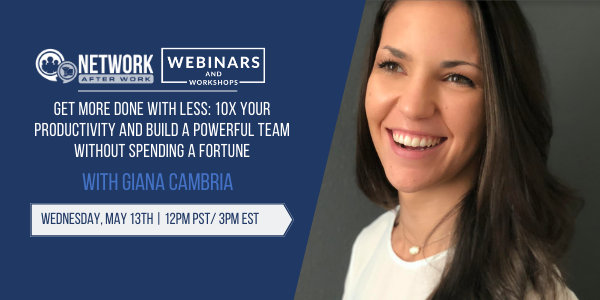 NETWORK
AFTER WORK
WEBINARS
AND
WORKSHOPS
GET MORE DONE WITH LESS: 10X YOUR
PRODUCTIVITY AND BUILD A POWERFUL TEAM
WITHOUT SPENDING A FORTUNE
WITH GIANA CAMBRIA
WEDNESDAY, MAY 13TH | 12PM PST/ 3PM EST